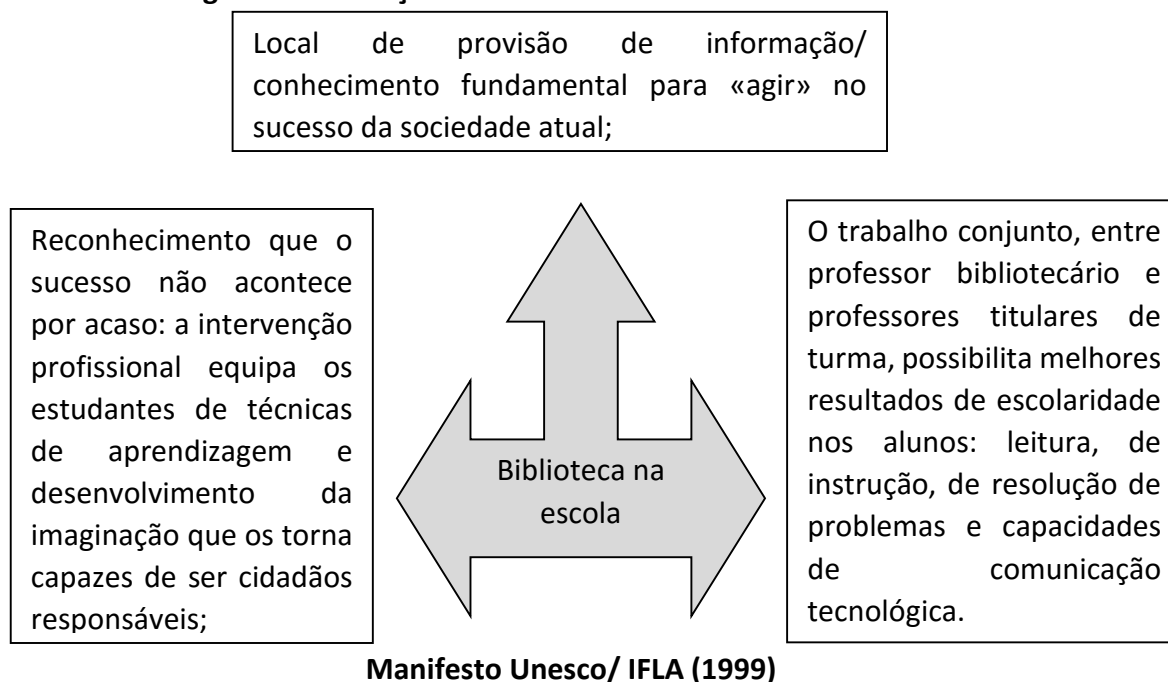 Local de provisão de informação/
conhecimento fundamental para «agir» no
sucesso da sociedade atual;
Reconhecimento que o
sucesso não acontece
por acaso: a intervenção
profissional equipa os
estudantes de técnicas
de aprendizagem e
desenvolvimento da
imaginação que os torna
capazes de ser cidadãos
responsáveis;
Biblioteca na
escola
O trabalho conjunto, entre
professor bibliotecário e
professores titulares de
turma, possibilita melhores
resultados de escolaridade
nos alunos: leitura, de
instrução, de resolução de
problemas e capacidades
de comunicação
tecnológica.
Manifesto Unesco/ IFLA (1999)